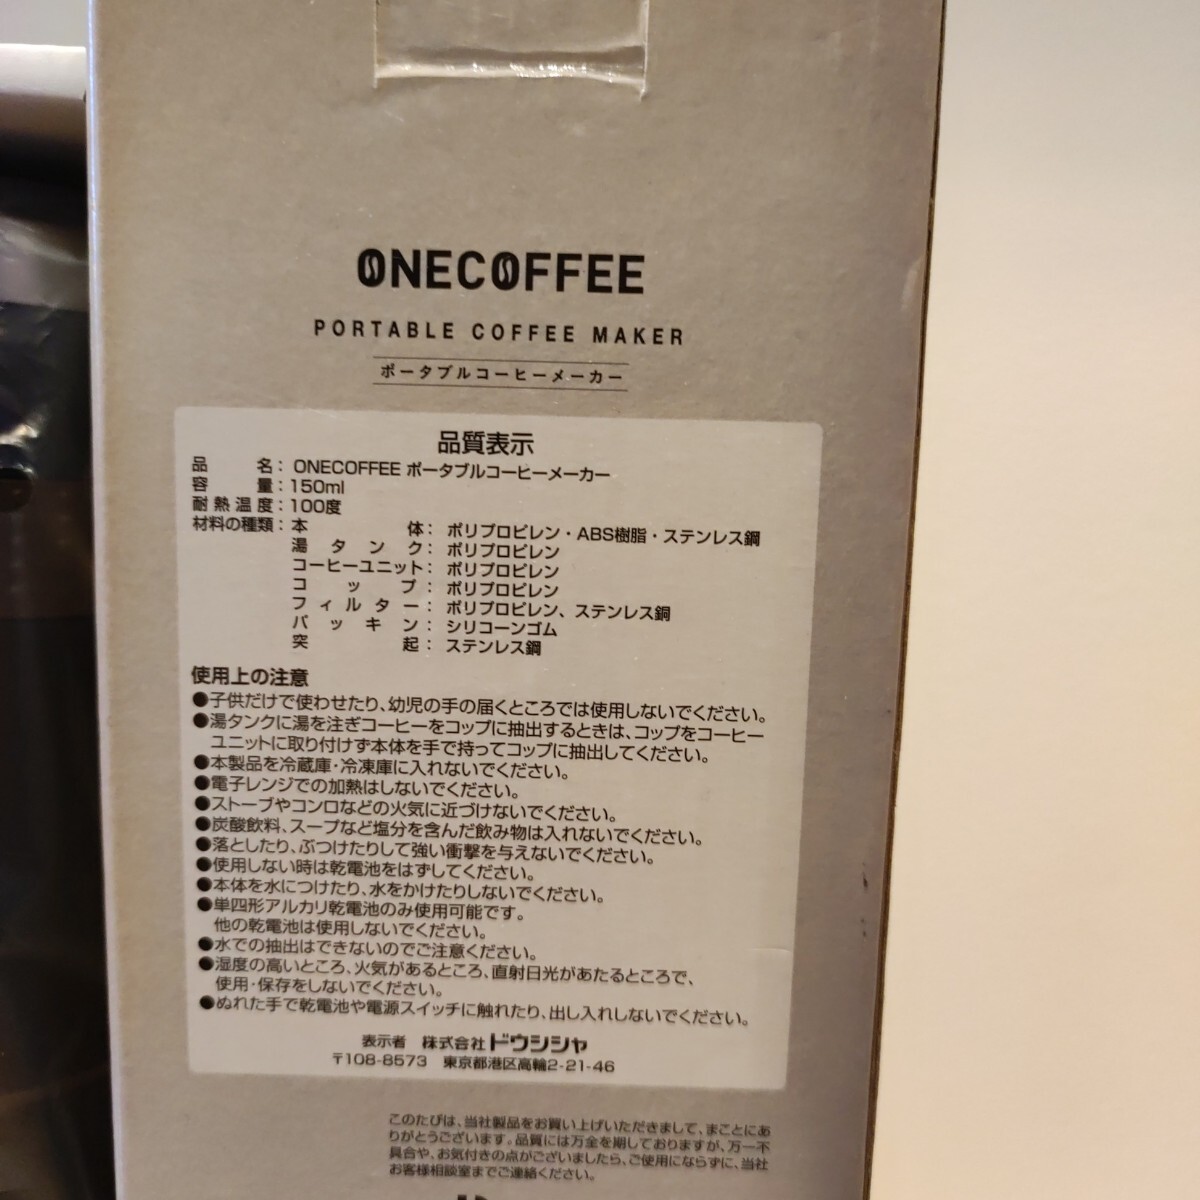 ONECOFFEE
PORTABLE COFFEE MAKER
ポータブルコーヒーメーカー
品質表示
品名：ONECOFFEE ポータブルコーヒーメーカー
容量：150ml
耐熱温度：100度
材料の種類：本体：ポリプロピレン・ABS樹脂・ステンレス鋼
湯タンク：ポリプロピレン
コーヒーユニット：ポリプロピレン
コップ：ポリプロピレン
フィルター：ポリプロピレン、ステンレス鋼
パッキン：シリコーンゴム
突起：ステンレス鋼
使用上の注意
●子供だけで使わせたり、幼児の手の届くところでは使用しないでください。
●湯タンクに湯を注ぎコーヒーをコップに抽出するときは、コップをコーヒー
ユニットに取り付けず本体を手で持ってコップに抽出してください。
●本製品を冷蔵庫・冷凍庫に入れないでください。
●電子レンジでの加熱はしないでください。
●ストーブやコンロなどの火気に近づけないでください。
●炭酸飲料、スープなど塩分を含んだ飲み物は入れないでください。
●落としたり、ぶつけたりして強い衝撃を与えないでください。
●使用しない時は乾電池をはずしてください。
●本体を水につけたり、水をかけたりしないでください。
●単四形アルカリ乾電池のみ使用可能です。
他の乾電池は使用しないでください。
●水での抽出はできないのでご注意ください。
●湿度の高いところ、火気があるところ、直射日光があたるところで、
使用・保存をしないでください。
●ぬれた手で乾電池や電源スイッチに触れたり、出し入れしないでください。
表示者 株式会社ドウシシャ
〒108-8573 東京都港区高輪2-21-46
このたびは、当社製品をお買い上げいただきまして、まことにあ
りがとうございます。品質には万全を期しておりますが、万一不
具合や、お気付きの点がございましたら、ご使用にならずに、当社
お客様相談室までご連絡ください。